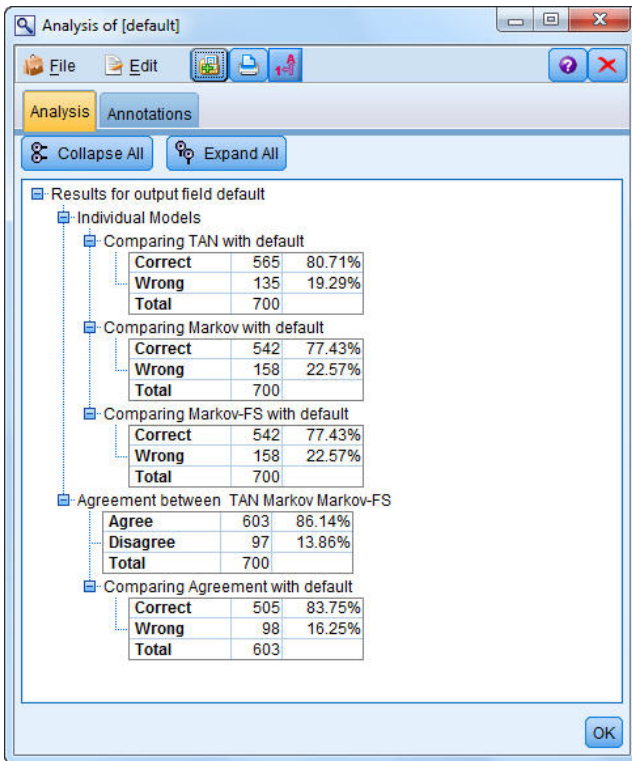 Analysis of [default]
File Edit
Analysis Annotations
Collapse All Expand All
Results for output field default
Individual Models
Comparing TAN with default
Correct 565 80.71%
Wrong 135 19.29%
Total 700
Comparing Markov with default
Correct 542 77.43%
Wrong 158 22.57%
Total 700
Comparing Markov-FS with default
Correct 542 77.43%
Wrong 158 22.57%
Total 700
Agreement between TAN Markov Markov-FS
Agree 603 86.14%
Disagree 97 13.86%
Total 700
Comparing Agreement with default
Correct 505 83.75%
Wrong 98 16.25%
Total 603
OK